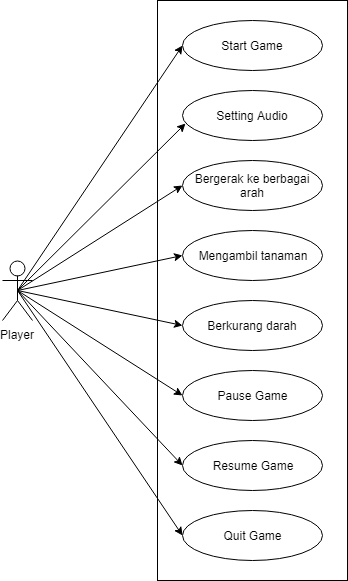 Start Game
Setting Audio
Bergerak ke berbagai
arah
Mengambil tanaman
Player
Berkurang darah
Pause Game
Resume Game
Quit Game